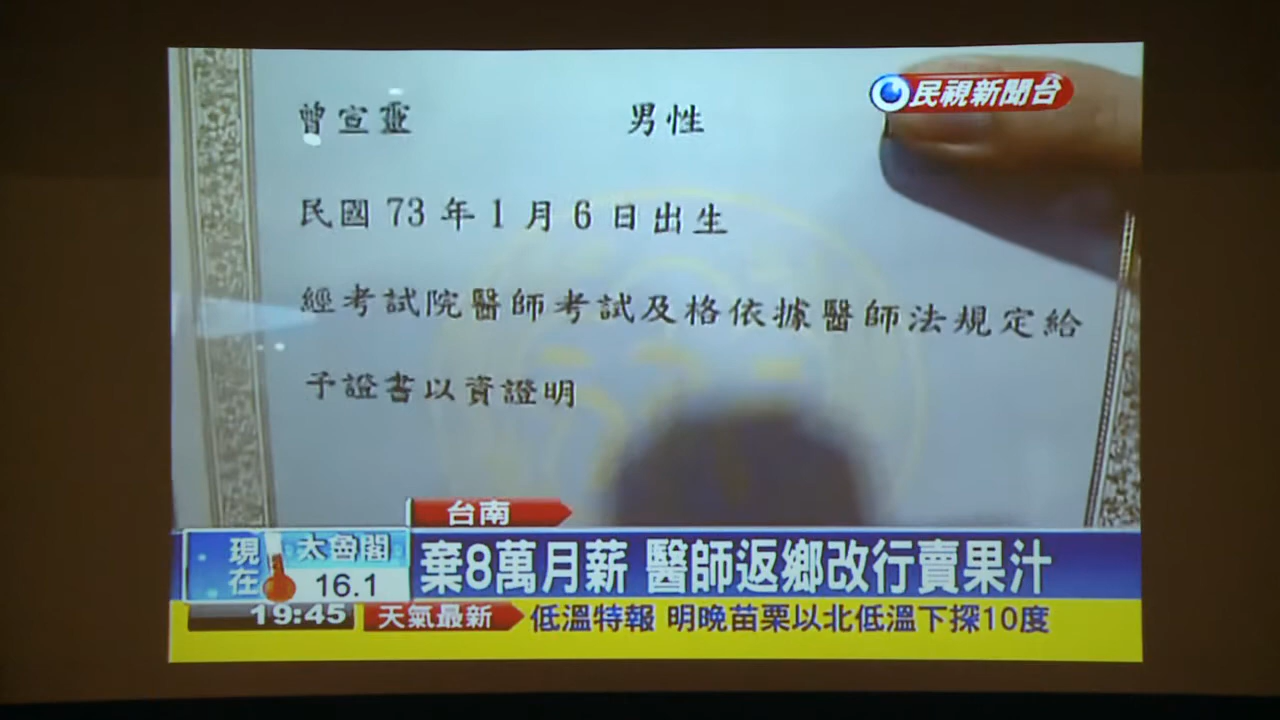 民視新聞台
曾宣靈 男性
民國73年1月6日出生
經考試院醫師考試及格依據醫師法規定給
予證書以資證明
台南
現在 太魯閣 16.1
棄8萬月薪 醫師返鄉改行賣果汁
19:45 天氣最新 低溫特報 明晚苗栗以北低溫下探10度